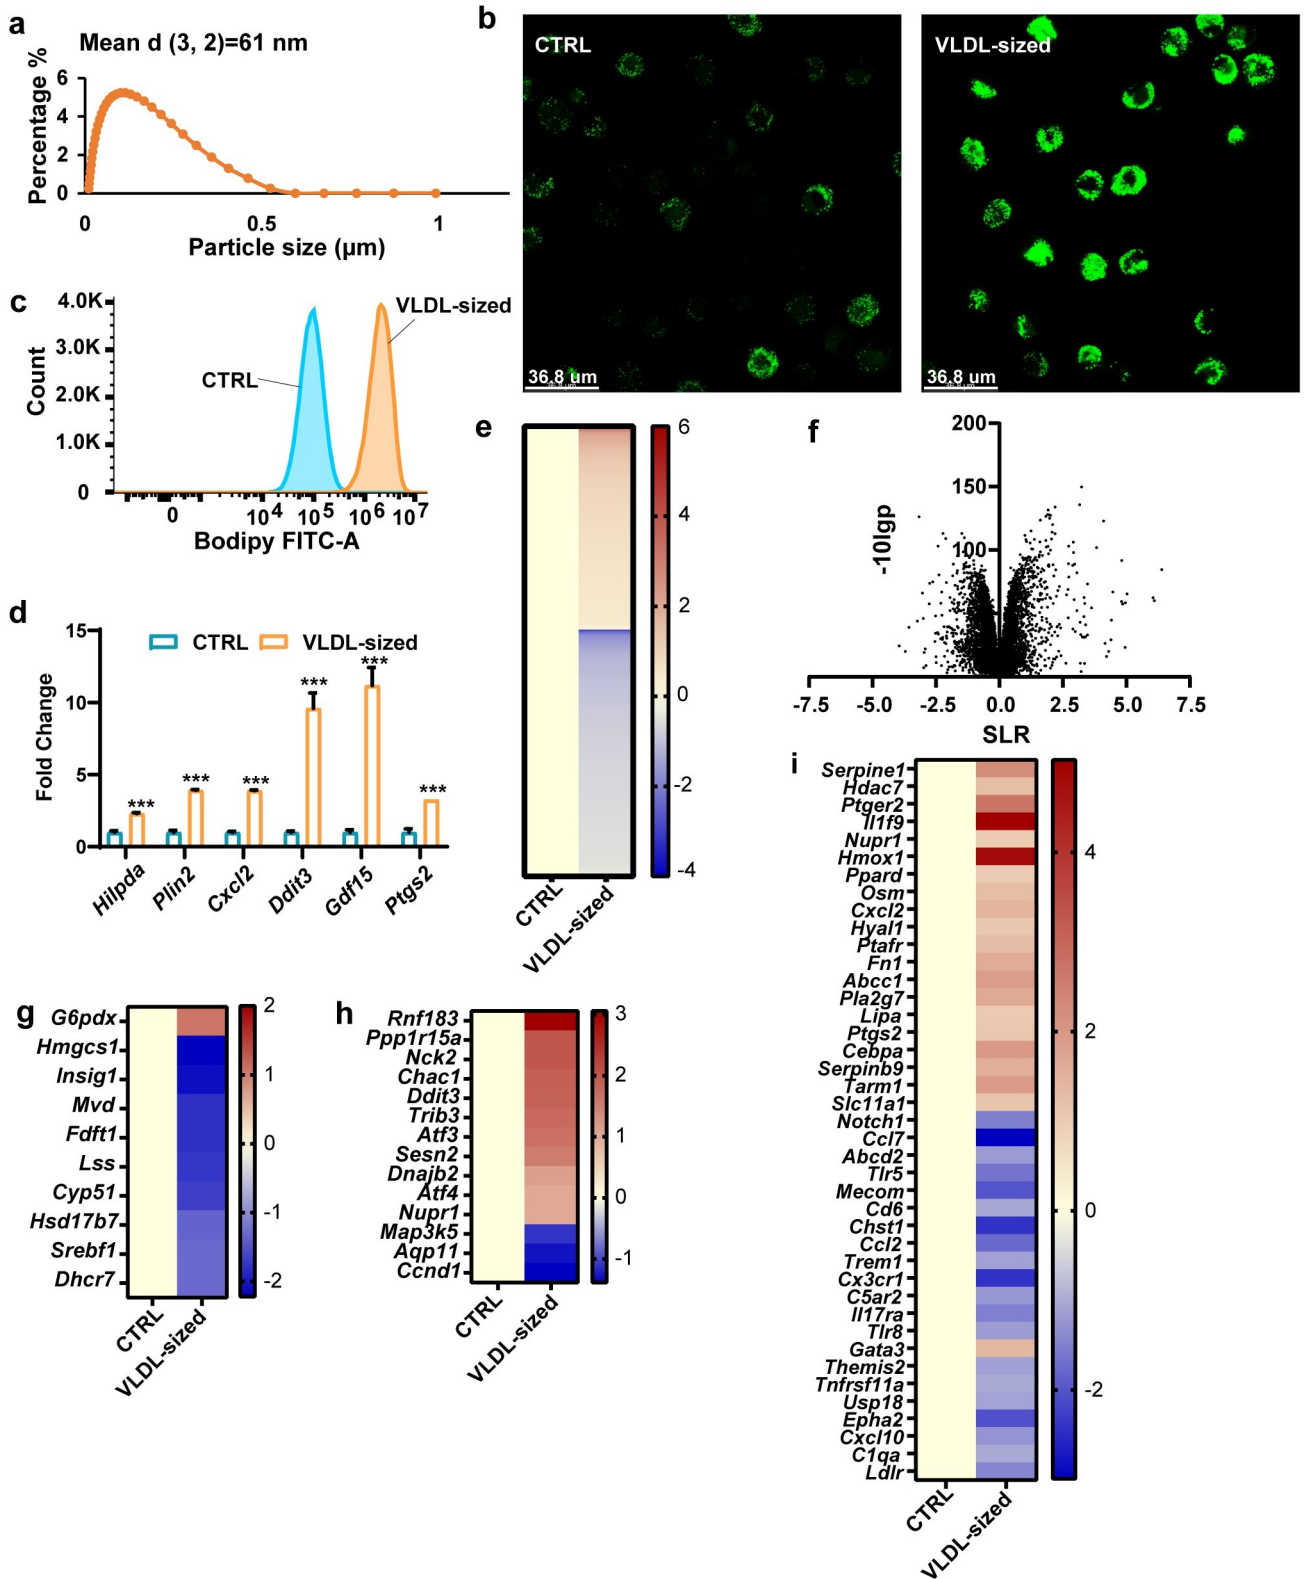 a
Mean d (3, 2)=61 nm
Percentage %
6
4
2
0
0
0.5
1
Particle size (µm)
b
CTRL
36.8 um
VLDL-sized
36.8 um
c
4.0K
3.0K
2.0K
1.0K
0
Count
CTRL
VLDL-sized
0
10^4
10^5
10^6
10^7
Bodipy FITC-A
d
CTRL
VLDL-sized
Fold Change
15
10
5
0
***
***
***
***
***
***
Hilpda
Plin2
Cxcl2
Ddit3
Gdf15
Ptgs2
e
6
4
2
0
-2
-4
CTRL
VLDL-sized
f
200
150
100
-10lgp
-7.5
-5.0
-2.5
0.0
2.5
5.0
7.5
SLR
g
G6pdx
Hmgcs1
Insig1
Mvd
Fdft1
Lss
Cyp51
Hsd17b7
Srebf1
Dhcr7
2
1
0
-1
-2
CTRL
VLDL-sized
h
Rnf183
Ppp1r15a
Nck2
Chac1
Ddit3
Trib3
Atf3
Sesn2
Dnajb2
Atf4
Nupr1
Map3k5
Aqp11
Ccnd1
3
2
1
0
-1
CTRL
VLDL-sized
i
Serpine1
Hdac7
Ptger2
Il1f9
Nupr1
Hmox1
Ppard
Osm
Cxcl2
Hyal1
Ptafr
Fn1
Abcc1
Pla2g7
Lipa
Ptgs2
Cebpa
Serpinb9
Tarm1
Slc11a1
Notch1
Ccl7
Abcd2
Tlr5
Mecom
Cd6
Chst1
Ccl2
Trem1
Cx3cr1
C5ar2
Il17ra
Tlr8
Gata3
Themis2
Tnfrsf11a
Usp18
Epha2
Cxcl10
C1qa
Ldlr
4
2
0
-2
CTRL
VLDL-sized